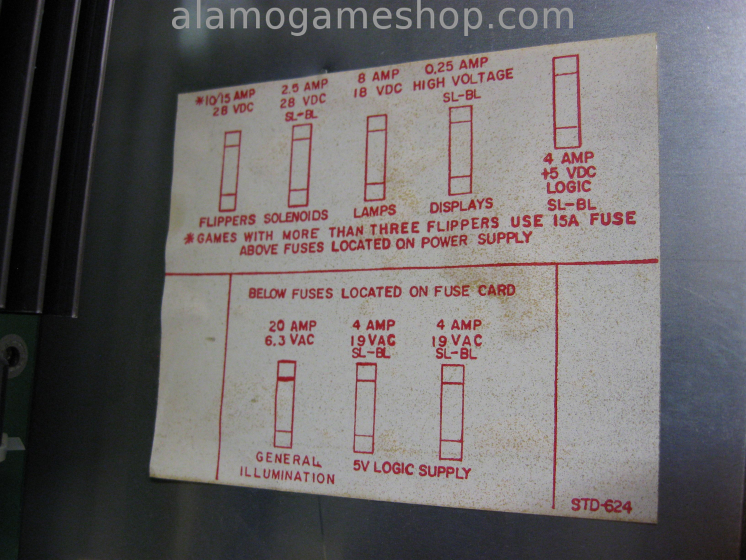 alamogameshop.com
*10/15 AMP
28 VDC
2.5 AMP
28 VDC
SL-BL
8 AMP
18 VDC
0.25 AMP
HIGH VOLTAGE
SL-BL
FLIPPERS SOLENOIDS LAMPS DISPLAYS
4 AMP
+5 VDC
LOGIC
SL-BL
*GAMES WITH MORE THAN THREE FLIPPERS USE 15A FUSE
ABOVE FUSES LOCATED ON POWER SUPPLY
BELOW FUSES LOCATED ON FUSE CARD
20 AMP
6.3 VAC
4 AMP
19VAC
SL-BL
4 AMP
19VAC
SL-BL
GENERAL
ILLUMINATION
5V LOGIC SUPPLY
STD-624